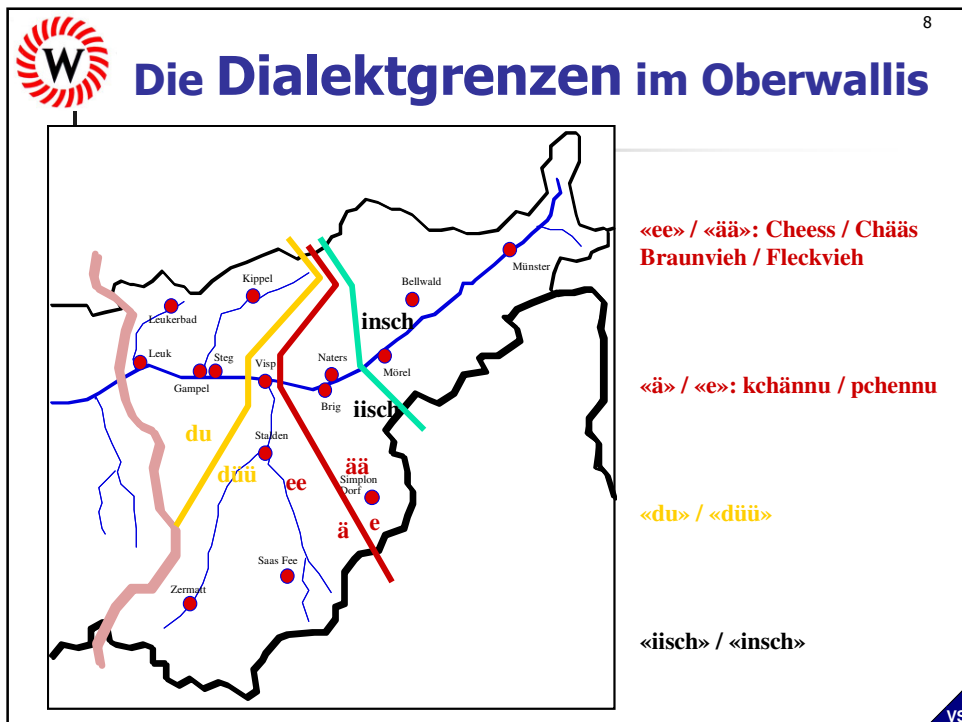 8
W
Die Dialektgrenzen im Oberwallis
«ee» / «ää»: Cheess / Chääs
Braunvieh / Fleckvieh
«ä» / «e»: kchännu / pchennu
«du» / «düü»
«iisch» / «insch»
Münster
Kippel
Bellwald
Leukerbad
insch
Leuk
Steg
Visp
Naters
Mörel
Gampel
Brig
iisch
du
Stalden
düü
ee
ää
Simplon
Dorf
ä
e
Saas Fee
Zermatt
VS